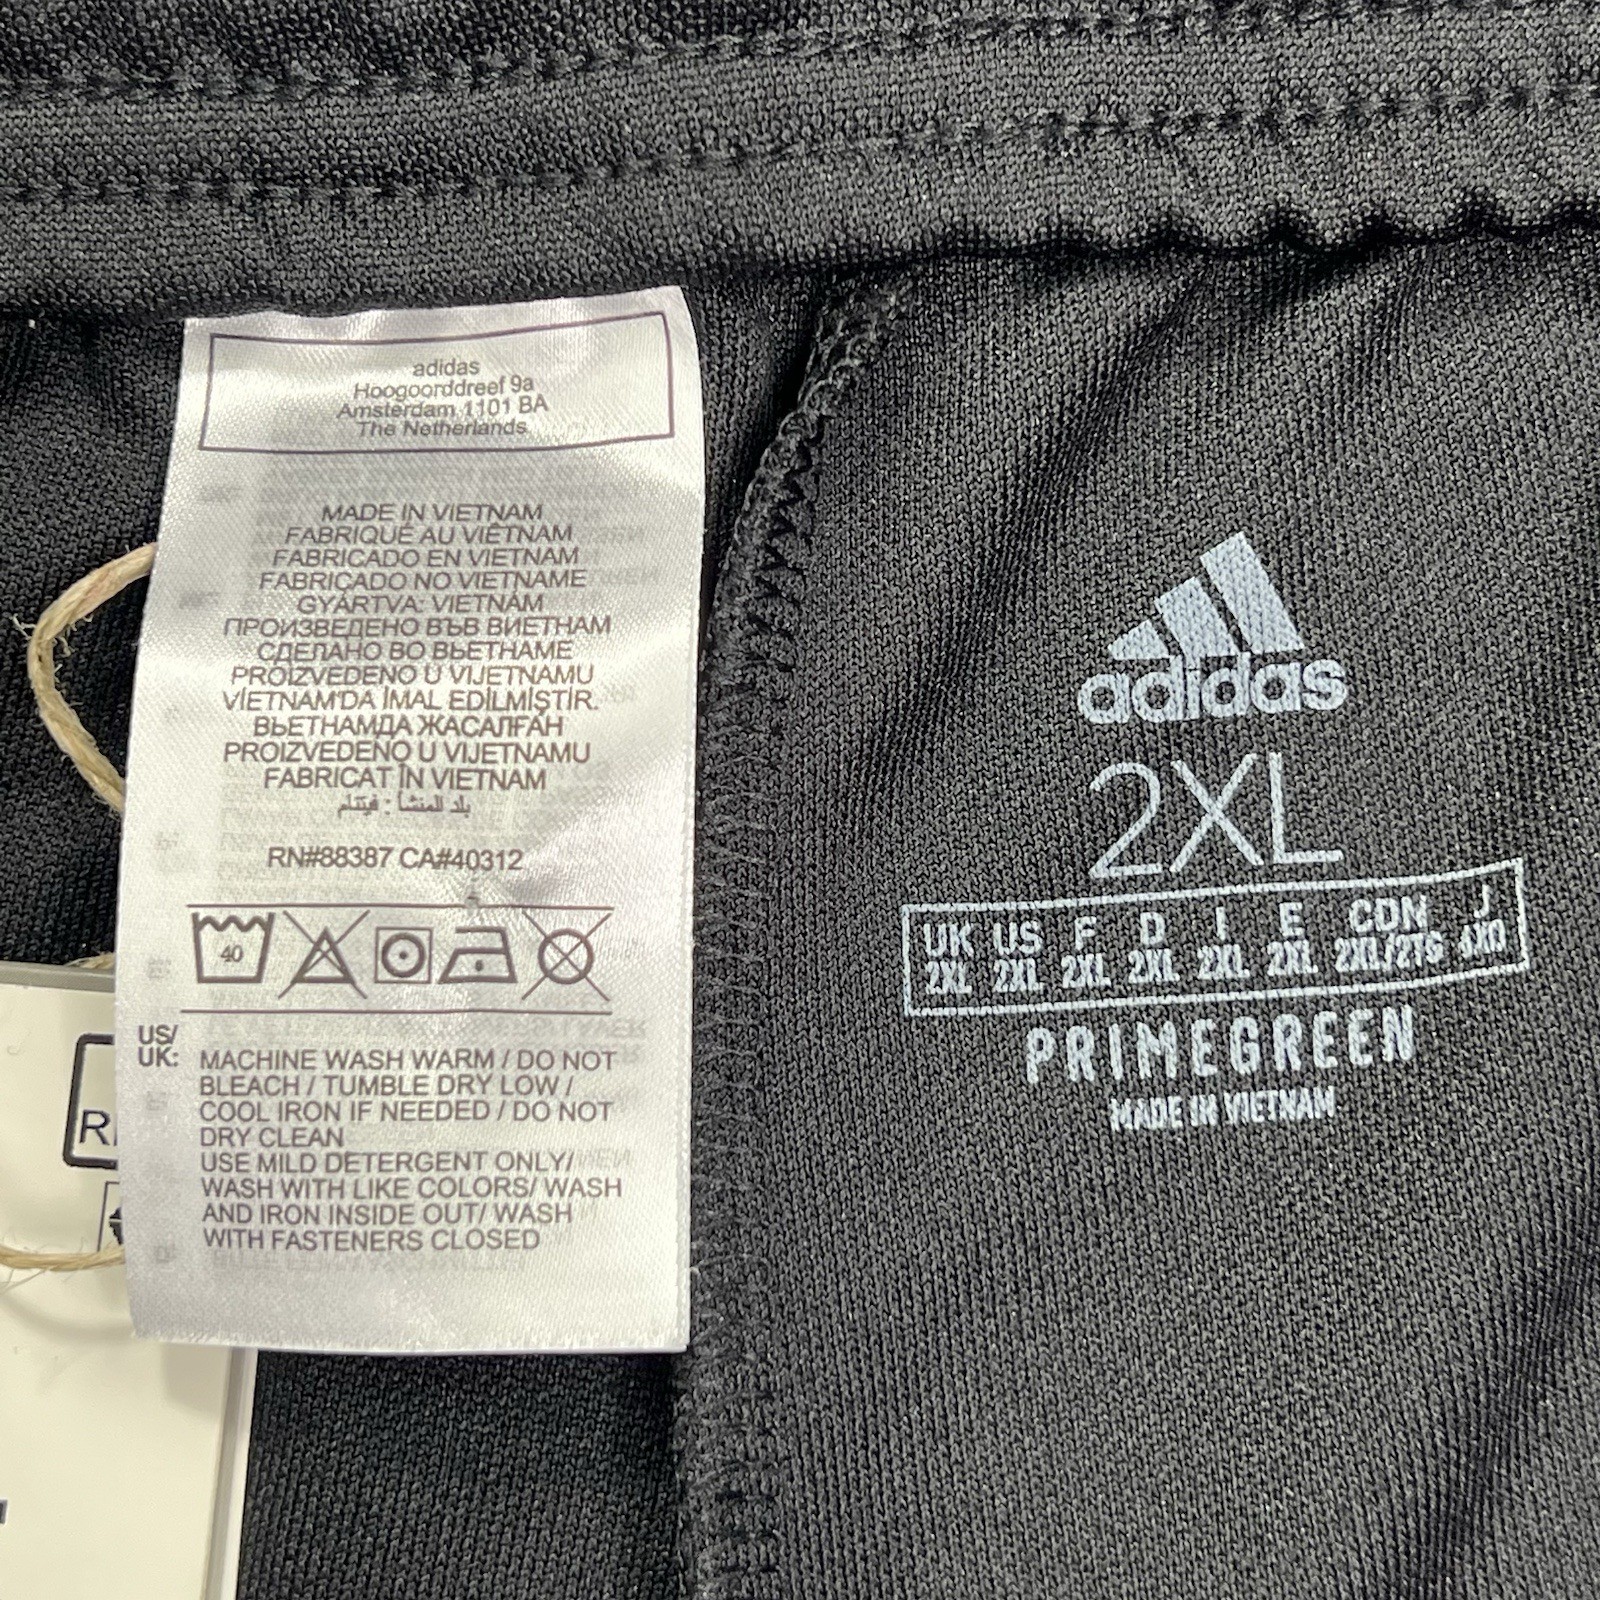 adidas
Hoogoorddreef 9a
Amsterdam 1101 BA
The Netherlands
MADE IN VIETNAM
FABRIQUÉ AU VIÊTNAM
FABRICADO EN VIETNAM
FABRICADO NO VIETNAME
GYÁRTVA: VIETNÁM
ПРОИЗВЕДЕНО ВЪВ ВИЕТНАМ
СДЕЛАНО ВО ВЬЕТНАМЕ
PROIZVEDENO U VIJETNAMU
VİETNAM'DA İMAL EDİLMİŞTİR.
ВЬЕТНАМДА ЖАСАЛҒАН
PROIZVEDENO U VIJETNAMU
FABRICAT ÎN VIETNAM
بلد المنشأ : فيتنام
RN#88387 CA#40312
40
US/
UK:
MACHINE WASH WARM / DO NOT
BLEACH / TUMBLE DRY LOW /
COOL IRON IF NEEDED / DO NOT
DRY CLEAN
USE MILD DETERGENT ONLY/
WASH WITH LIKE COLORS/ WASH
AND IRON INSIDE OUT/ WASH
WITH FASTENERS CLOSED
adidas
2XL
UK US F D I E CDN J
2XL 2XL 2XL 2XL 2XL 2XL 2XL/2TG
PRIMEGREEN
MADE IN VIETNAM